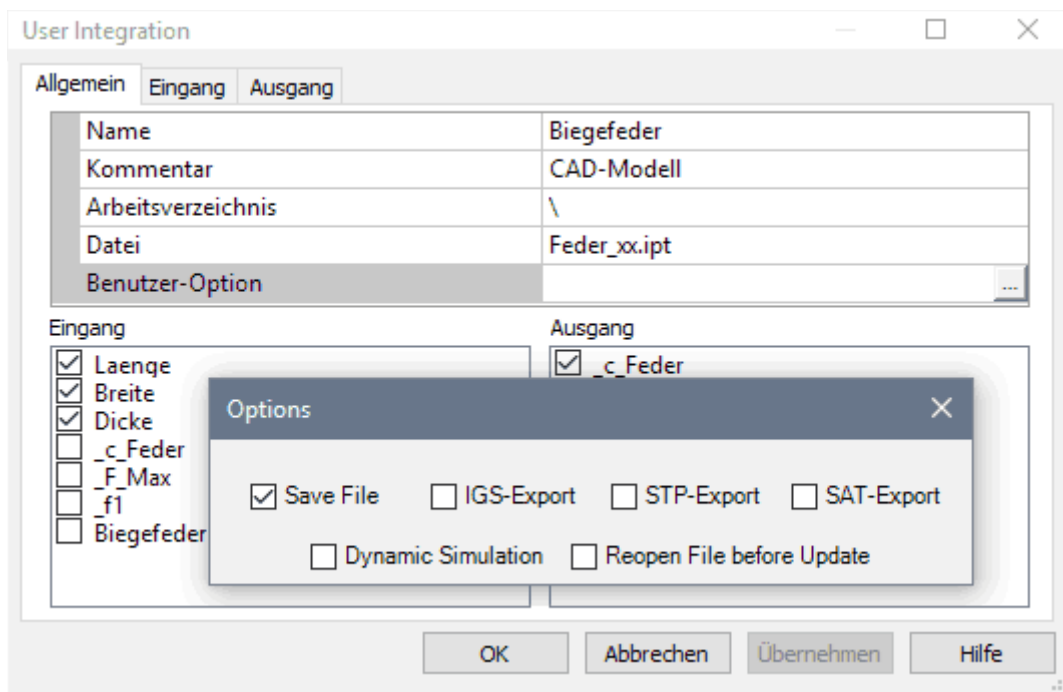 User Integration
Allgemein Eingang Ausgang
Name Biegefeder
Kommentar CAD-Modell
Arbeitsverzeichnis \
Datei Feder_xx.ipt
Benutzer-Option ...
Eingang Ausgang
Laenge _c_Feder
Breite
Dicke
_c_Feder
_F_Max
_f1
Biegefeder
Options
Save File IGS-Export STP-Export SAT-Export
Dynamic Simulation Reopen File before Update
OK Abbrechen Übernehmen Hilfe